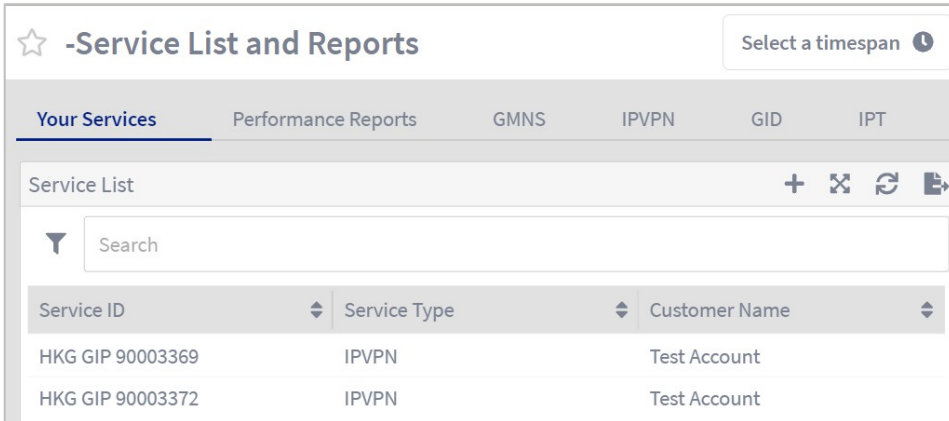 -Service List and Reports
Select a timespan
Your Services Performance Reports GMNS IPVPN GID IPT
Service List
Search
Service ID Service Type Customer Name
HKG GIP 90003369 IPVPN Test Account
HKG GIP 90003372 IPVPN Test Account